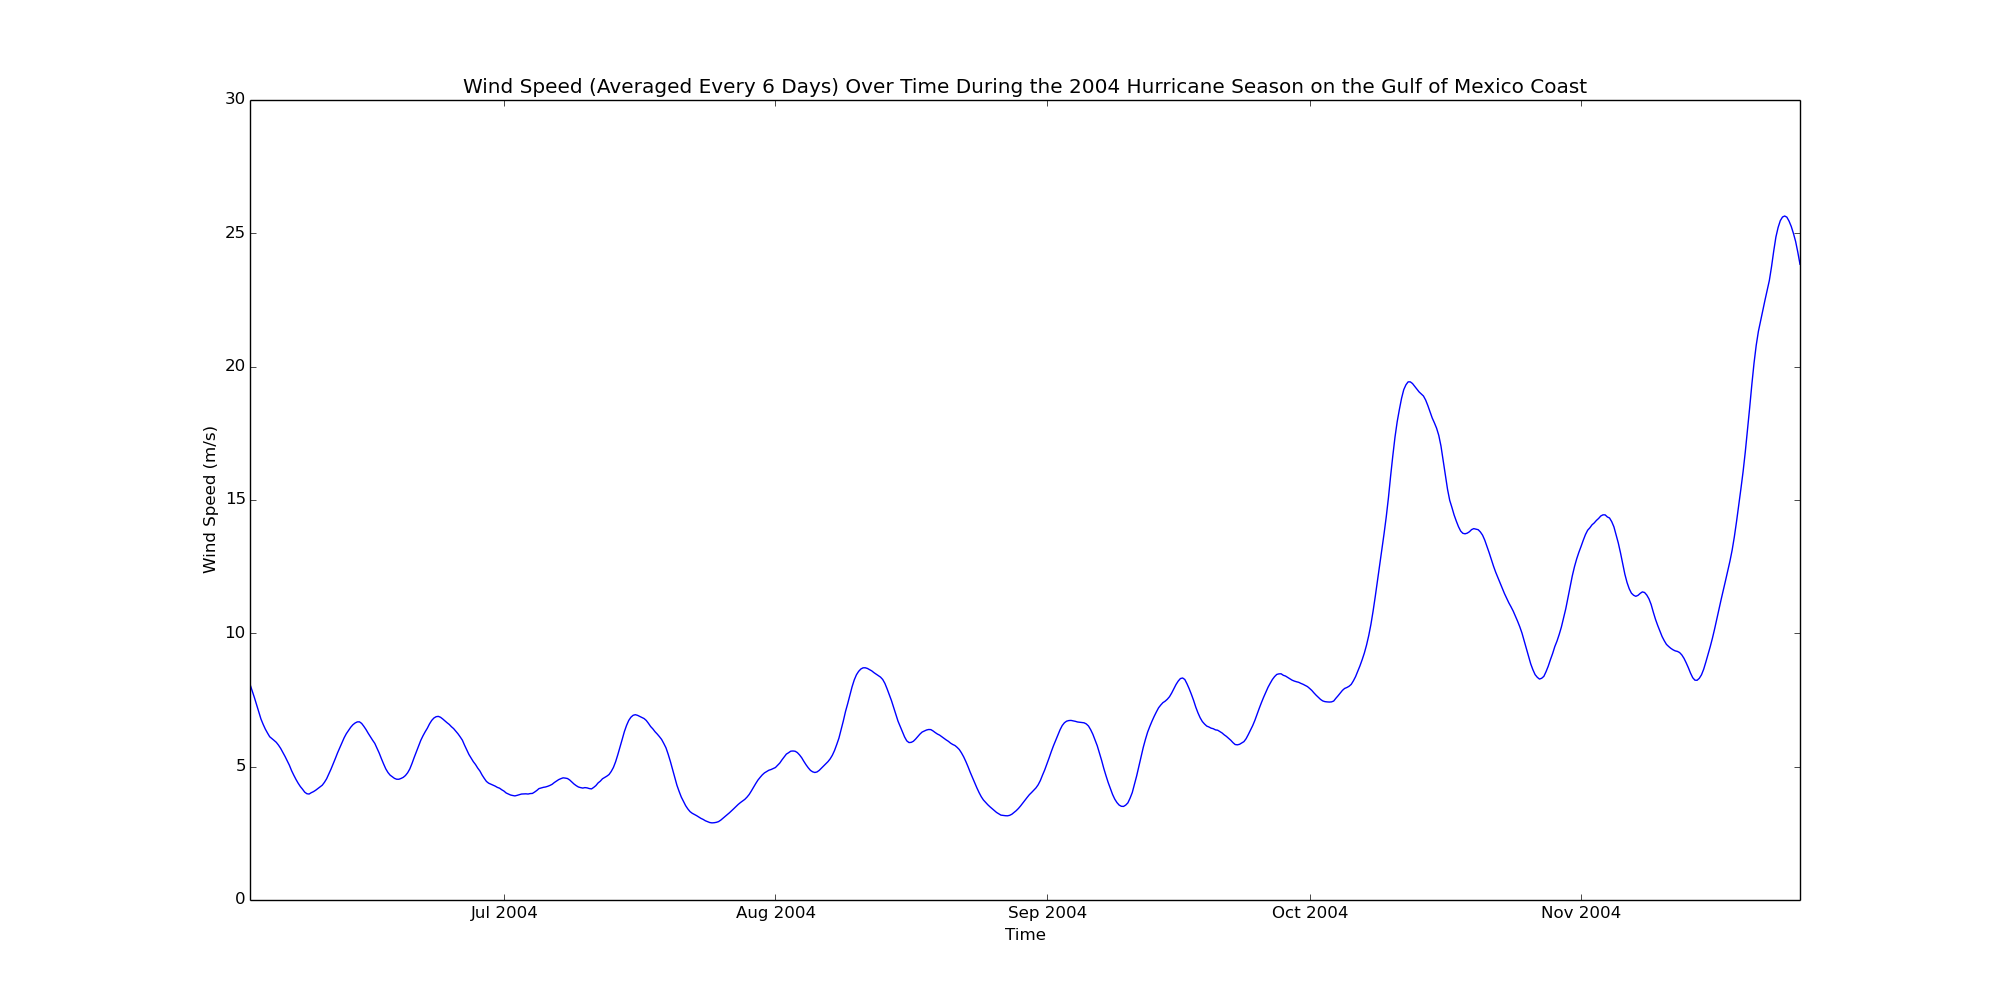 Wind Speed (Averaged Every 6 Days) Over Time During the 2004 Hurricane Season on the Gulf of Mexico Coast
30
25
20
15
10
5
0
Wind Speed (m/s)
Jul 2004 Aug 2004 Sep 2004 Oct 2004 Nov 2004
Time